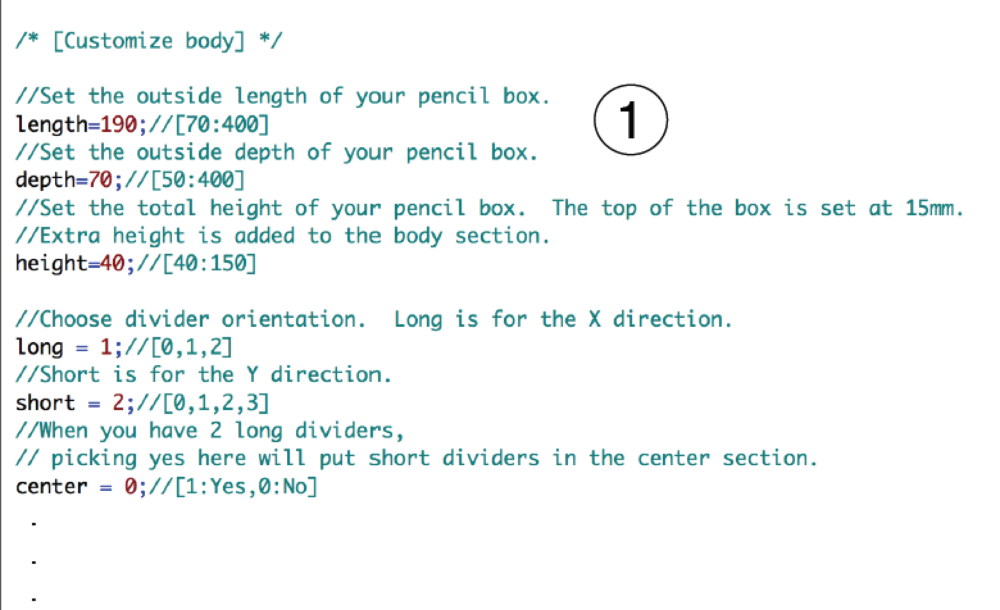 /* [Customize body] */
//Set the outside length of your pencil box.
1
length=190;//[70:400]
//Set the outside depth of your pencil box.
depth=70;//[50:400]
//Set the total height of your pencil box.  The top of the box is set at 15mm.
//Extra height is added to the body section.
height=40;//[40:150]
//Choose divider orientation.  Long is for the X direction.
long = 1;//[0,1,2]
//Short is for the Y direction.
short = 2;//[0,1,2,3]
//When you have 2 long dividers,
// picking yes here will put short dividers in the center section.
center = 0;//[1:Yes,0:No]
.
.
.